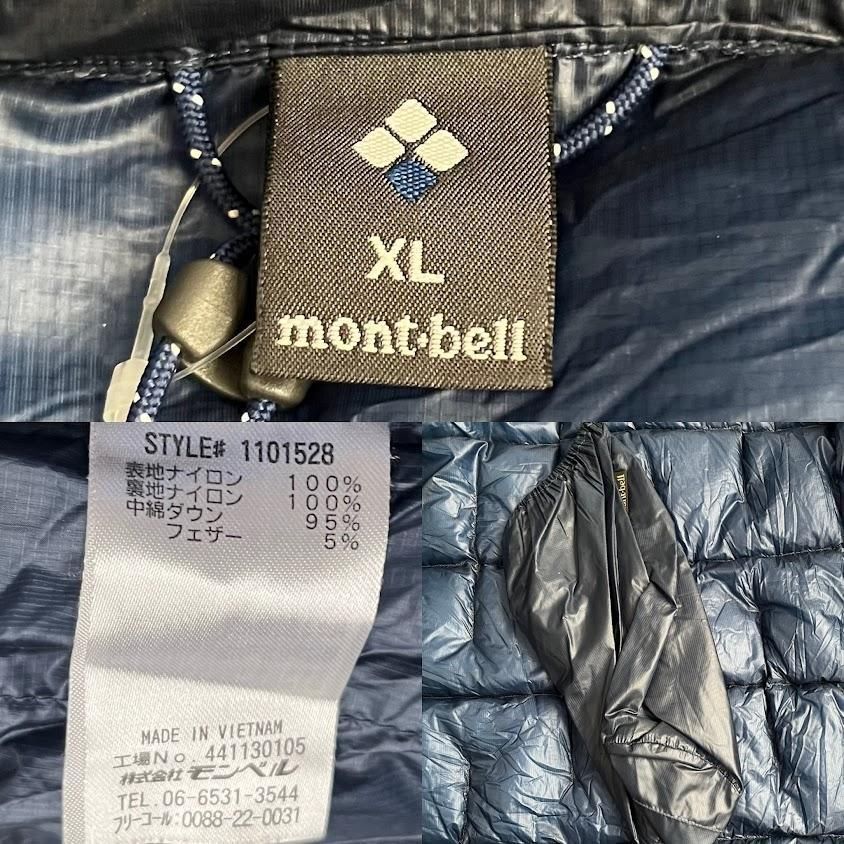 XL
mont-bell
STYLE# 1101528
表地ナイロン 100%
裏地ナイロン 100%
中綿ダウン 95%
フェザー 5%
MADE IN VIETNAM
工場No. 441130105
株式会社モンベル
TEL. 06-6531-3544
フリーコール:0088-22-0031
mont-bell